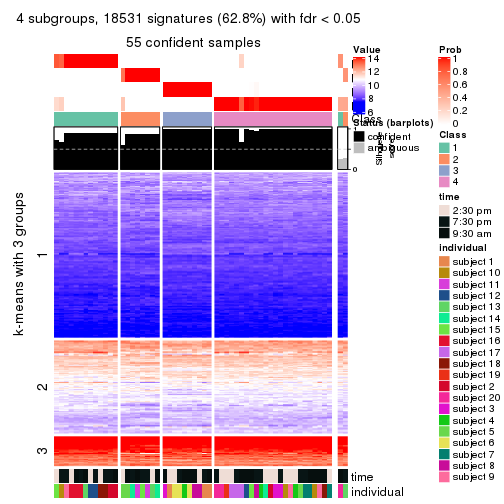 4 subgroups, 18531 signatures (62.8%) with fdr < 0.05
55 confident samples
k-means with 3 groups
1
2
3
Value
14
12
10
8
6
Class
Status (barplots)
confident
ambiguous
1
0
time
individual
Prob
1
0.8
0.6
0.4
0.2
0
Class
1
2
3
4
time
2:30 pm
7:30 pm
9:30 am
individual
subject 1
subject 10
subject 11
subject 12
subject 13
subject 14
subject 15
subject 16
subject 17
subject 18
subject 19
subject 2
subject 20
subject 3
subject 4
subject 5
subject 6
subject 7
subject 8
subject 9